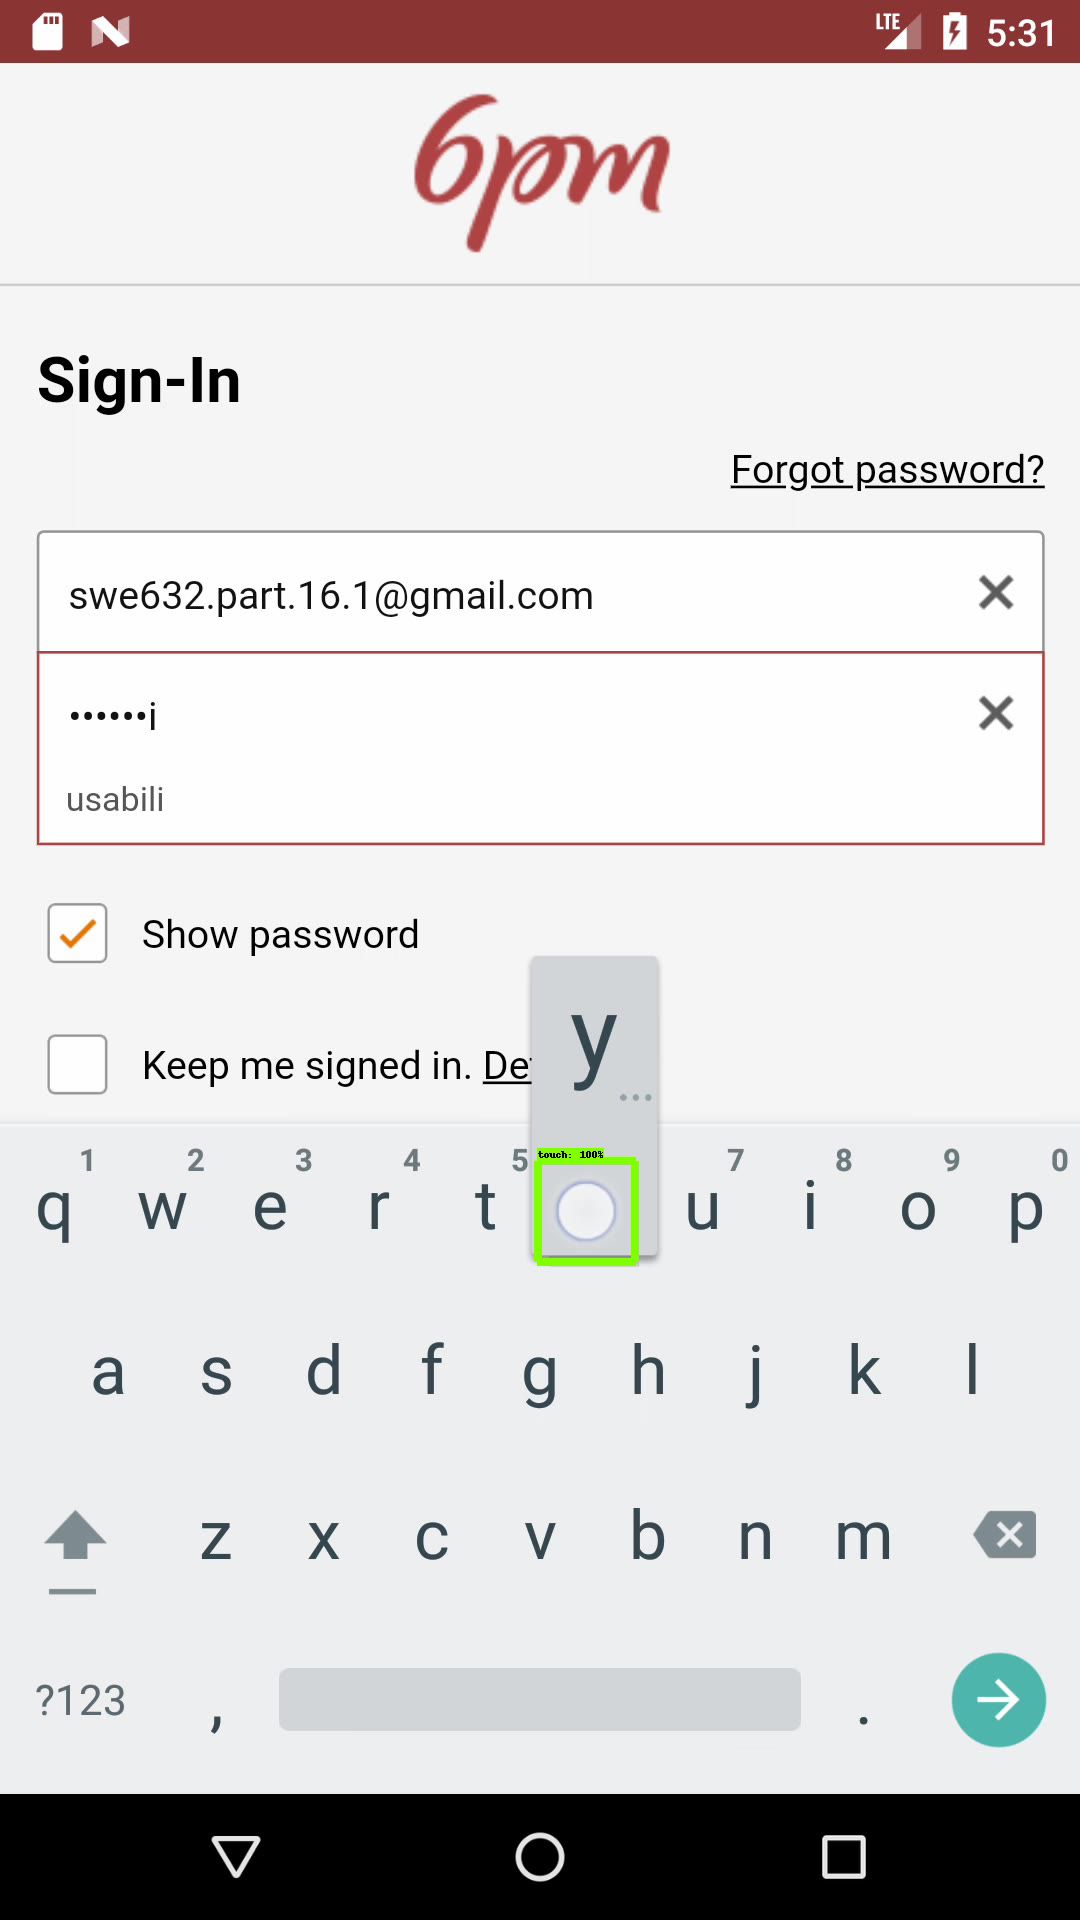 LTE 5:31
6pm
Sign-In
Forgot password?
swe632.part.16.1@gmail.com
••••••i
usabili
Show password
Keep me signed in. De
y
...
touch: 100%
1 2 3 4 5 7 8 9 0
q w e r t u i o p
a s d f g h j k l
z x c v b n m
?123 , .